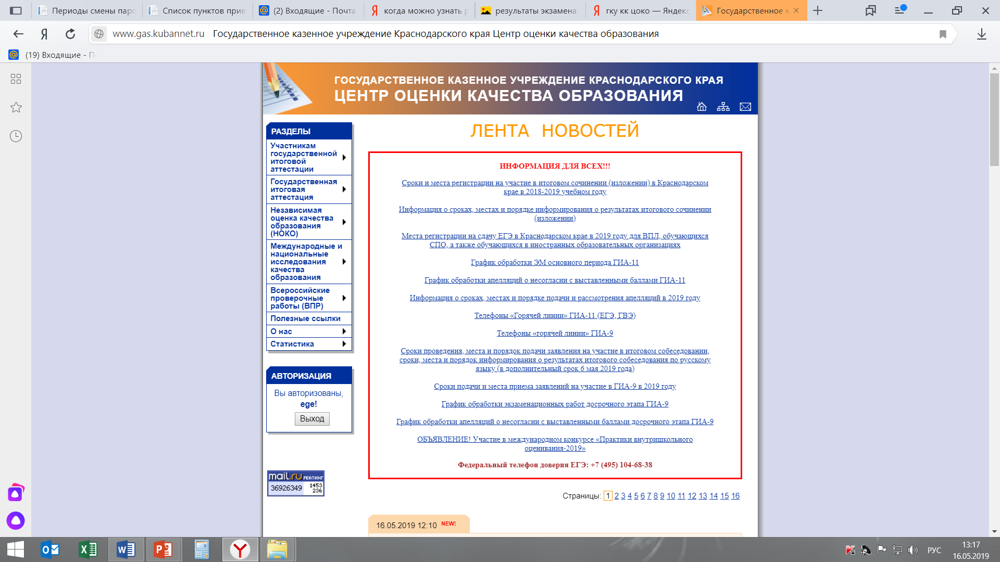 Периоды смены паро
Список пунктов прие
(2) Входящие - Почта
когда можно узнать р
результаты экзамена
гку кк цоко — Яндекс
Государственное к
www.gas.kubannet.ru Государственное казенное учреждение Краснодарского края Центр оценки качества образования
(19) Входящие - По
ГОСУДАРСТВЕННОЕ КАЗЕННОЕ УЧРЕЖДЕНИЕ КРАСНОДАРСКОГО КРАЯ
ЦЕНТР ОЦЕНКИ КАЧЕСТВА ОБРАЗОВАНИЯ
РАЗДЕЛЫ
Участникам
государственной
итоговой
аттестации
Государственная
итоговая
аттестация
Независимая
оценка качества
образования
(НОКО)
Международные и
национальные
исследования
качества
образования
Всероссийские
проверочные
работы (ВПР)
Полезные ссылки
О нас
Статистика
АВТОРИЗАЦИЯ
Вы авторизованы,
ege!
Выход
mail.ru РЕЙТИНГ
36926349 1453
236
ЛЕНТА НОВОСТЕЙ
ИНФОРМАЦИЯ ДЛЯ ВСЕХ!!!
Сроки и места регистрации на участие в итоговом сочинении (изложении) в Краснодарском
крае в 2018-2019 учебном году
Информация о сроках, местах и порядке информирования о результатах итогового сочинении
(изложении)
Места регистрации на сдачу ЕГЭ в Краснодарском крае в 2019 году для ВПЛ, обучающихся
СПО, а также обучающихся в иностранных образовательных организациях
График обработки ЭМ основного периода ГИА-11
График обработки апелляций о несогласии с выставленными баллами ГИА-11
Информация о сроках, местах и порядке подачи и рассмотрения апелляций в 2019 году
Телефоны «Горячей линии» ГИА-11 (ЕГЭ, ГВЭ)
Телефоны «горячей линии» ГИА-9
Сроки проведения, места и порядок подачи заявления на участие в итоговом собеседовании,
сроки, места и порядок информирования о результатах итогового собеседования по русскому
языку (в дополнительный срок 6 мая 2019 года)
Сроки подачи и места приема заявлений на участие в ГИА-9 в 2019 году
График обработки экзаменационных работ досрочного этапа ГИА-9
График обработки апелляций о несогласии с выставленными баллами досрочного этапа ГИА-9
ОБЪЯВЛЕНИЕ! Участие в международном конкурсе «Практики внутришкольного
оценивания-2019»
Федеральный телефон доверия ЕГЭ: +7 (495) 104-68-38
Страницы: 1 2 3 4 5 6 7 8 9 10 11 12 13 14 15 16
16.05.2019 12:10 NEW!
РУС
13:17
16.05.2019